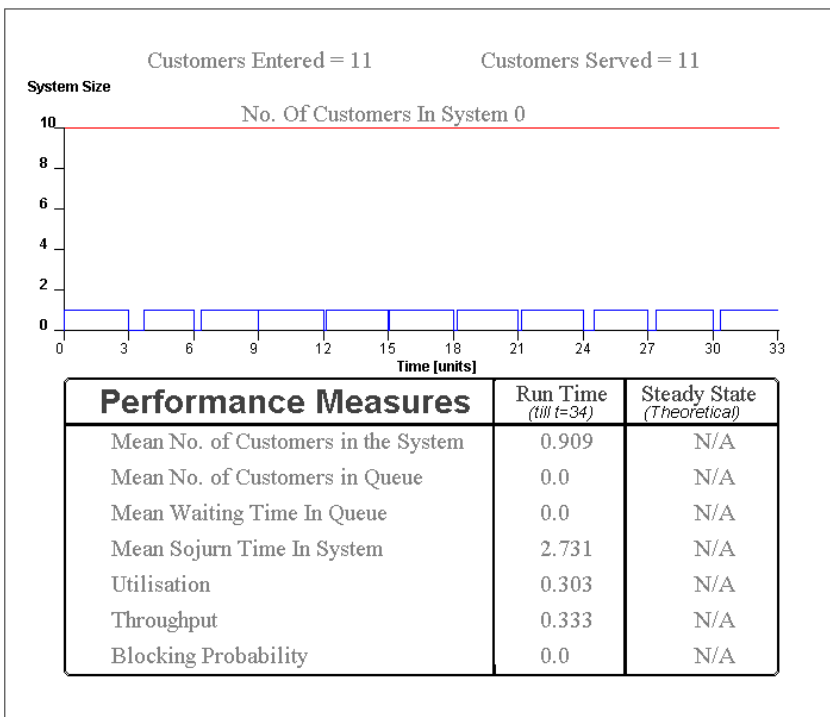 Customers Entered = 11 Customers Served = 11
System Size
No. Of Customers In System 0
10
8
6
4
2
0
0 3 6 9 12 15 18 21 24 27 30 33
Time [units]
Performance Measures Run Time (till t=34) Steady State (Theoretical)
Mean No. of Customers in the System 0.909 N/A
Mean No. of Customers in Queue 0.0 N/A
Mean Waiting Time In Queue 0.0 N/A
Mean Sojurn Time In System 2.731 N/A
Utilisation 0.303 N/A
Throughput 0.333 N/A
Blocking Probability 0.0 N/A